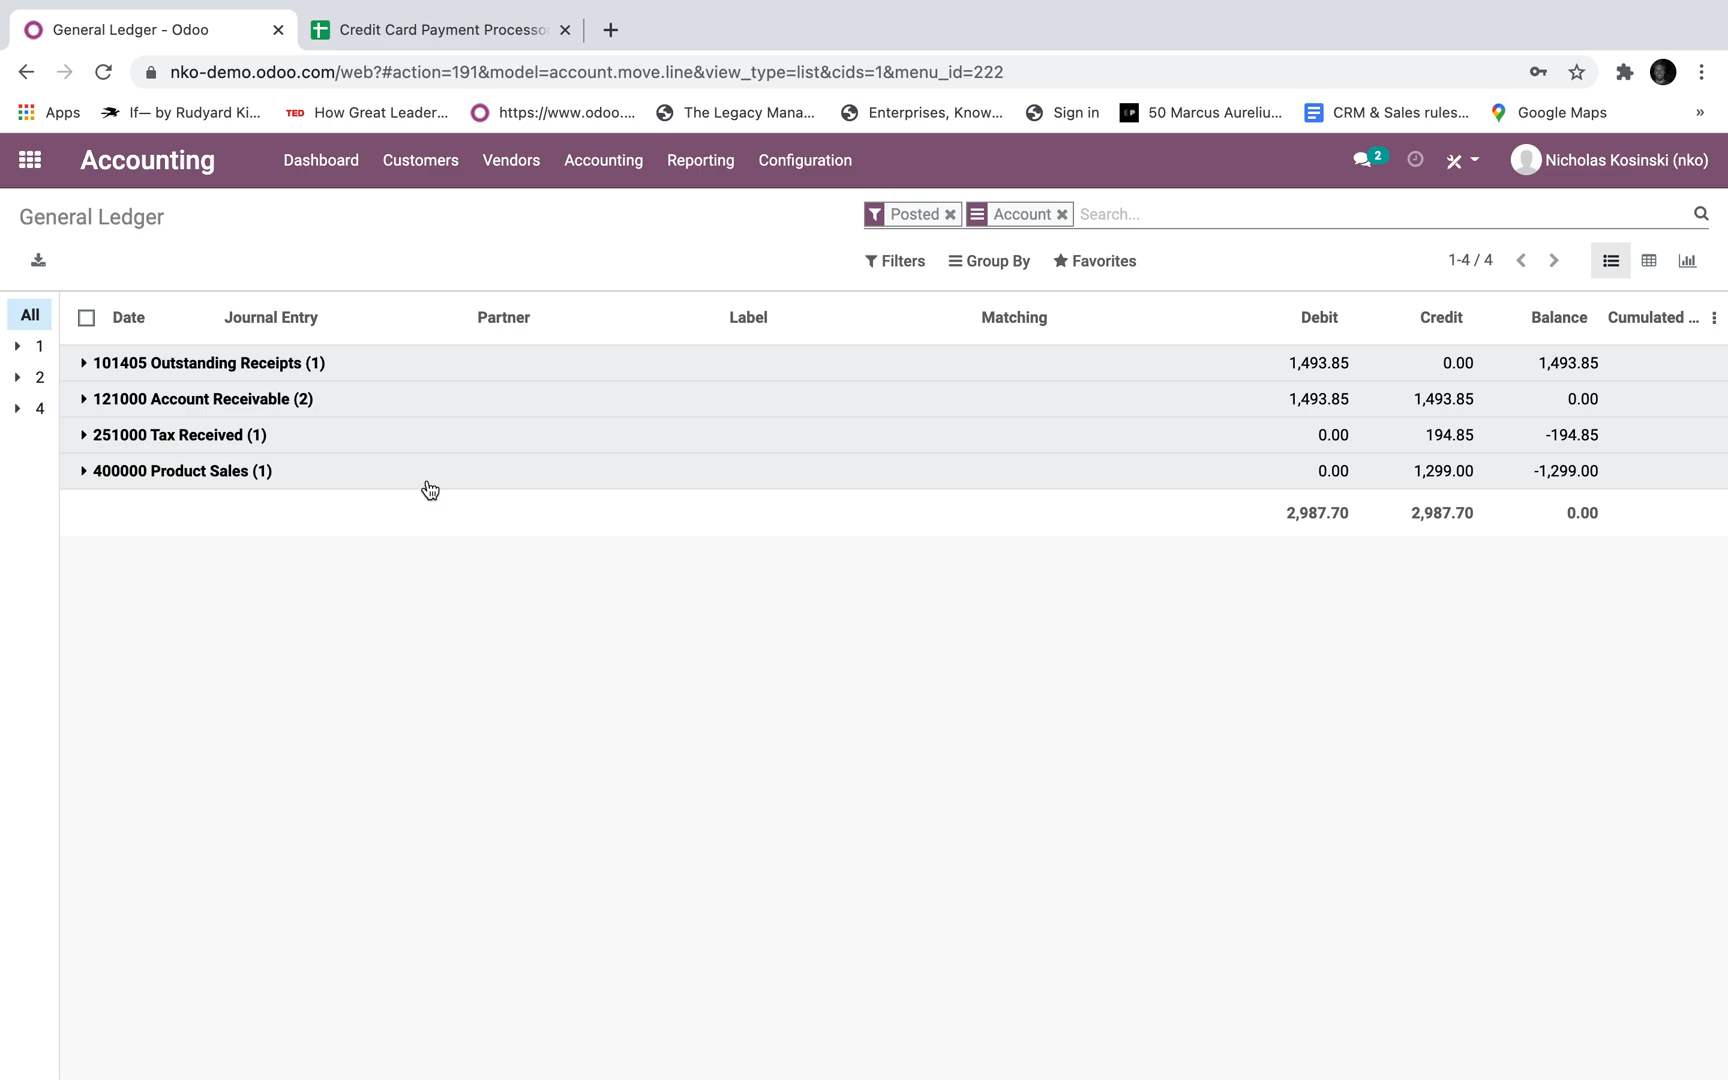 General Ledger - Odoo
Credit Card Payment Processo
nko-demo.odoo.com/web?#action=191&model=account.move.line&view_type=list&cids=1&menu_id=222
Apps If— by Rudyard Ki... TED How Great Leader... https://www.odoo.... The Legacy Mana... Enterprises, Know... Sign in 50 Marcus Aureliu... CRM & Sales rules... Google Maps »
Accounting Dashboard Customers Vendors Accounting Reporting Configuration 2 Nicholas Kosinski (nko)
General Ledger Posted Account Search...
Filters Group By Favorites 1-4 / 4
All Date Journal Entry Partner Label Matching Debit Credit Balance Cumulated ...
1
2
4
101405 Outstanding Receipts (1) 1,493.85 0.00 1,493.85
121000 Account Receivable (2) 1,493.85 1,493.85 0.00
251000 Tax Received (1) 0.00 194.85 -194.85
400000 Product Sales (1) 0.00 1,299.00 -1,299.00
2,987.70 2,987.70 0.00